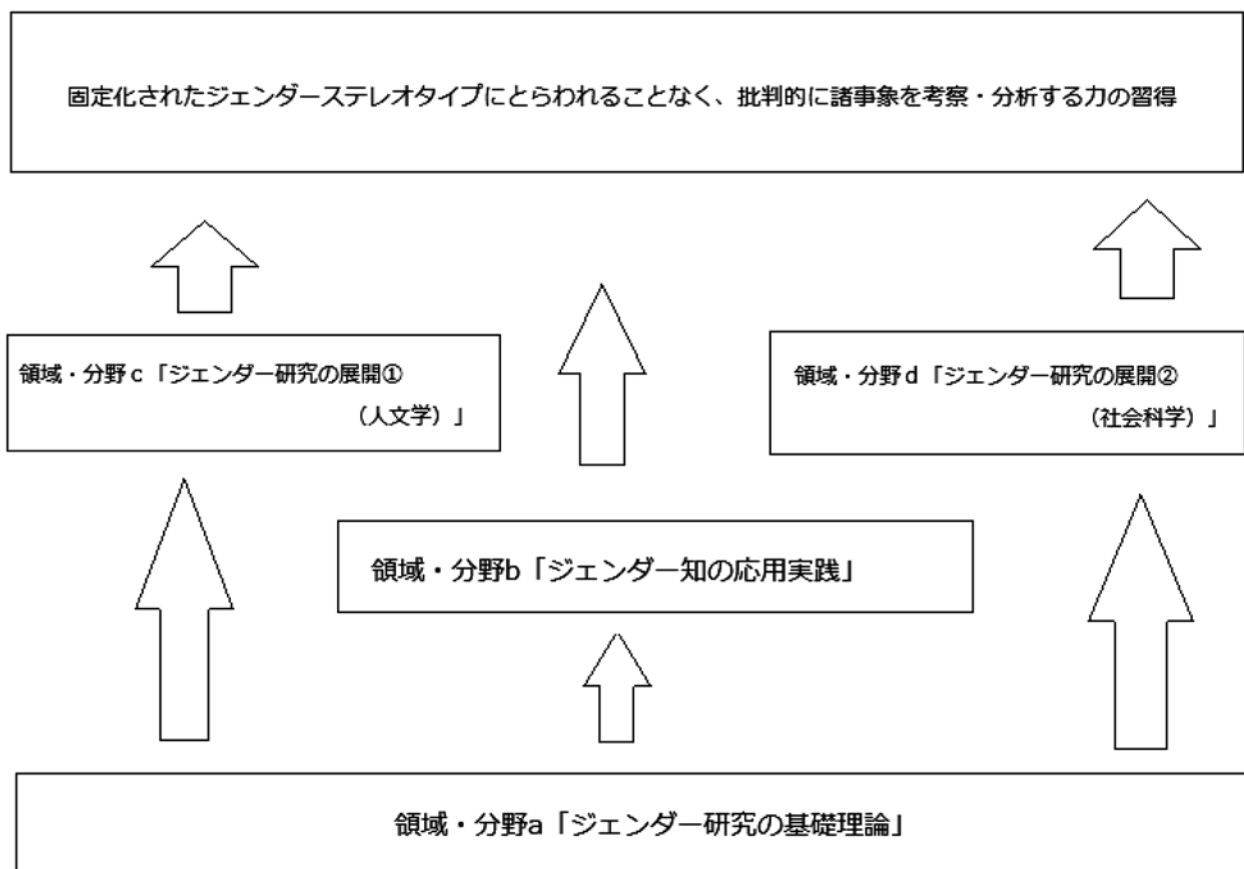 固定化されたジェンダーステレオタイプにとらわれることなく、批判的に諸事象を考察・分析する力の習得
領域・分野c「ジェンダー研究の展開①
（人文学）」
領域・分野d「ジェンダー研究の展開②
（社会科学）」
領域・分野b「ジェンダー知の応用実践」
領域・分野a「ジェンダー研究の基礎理論」